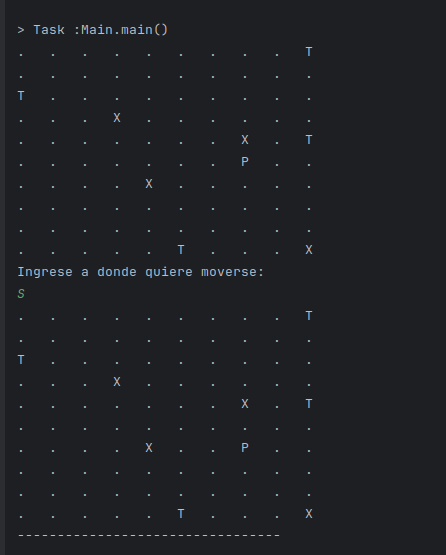 > Task :Main.main()
. . . . . . . . . T
. . . . . . . . . .
T . . . . . . . . .
. . . X . . . . . .
. . . . . . . X . T
. . . . . . . P . .
. . . . X . . . . .
. . . . . . . . . .
. . . . . . . . . .
. . . . . T . . . X
Ingrese a donde quiere moverse:
S
. . . . . . . . . T
. . . . . . . . . .
T . . . . . . . . .
. . . X . . . . . .
. . . . . . . X . T
. . . . . . . . . .
. . . . X . . P . .
. . . . . . . . . .
. . . . . . . . . .
. . . . . T . . . X
---------------------------------